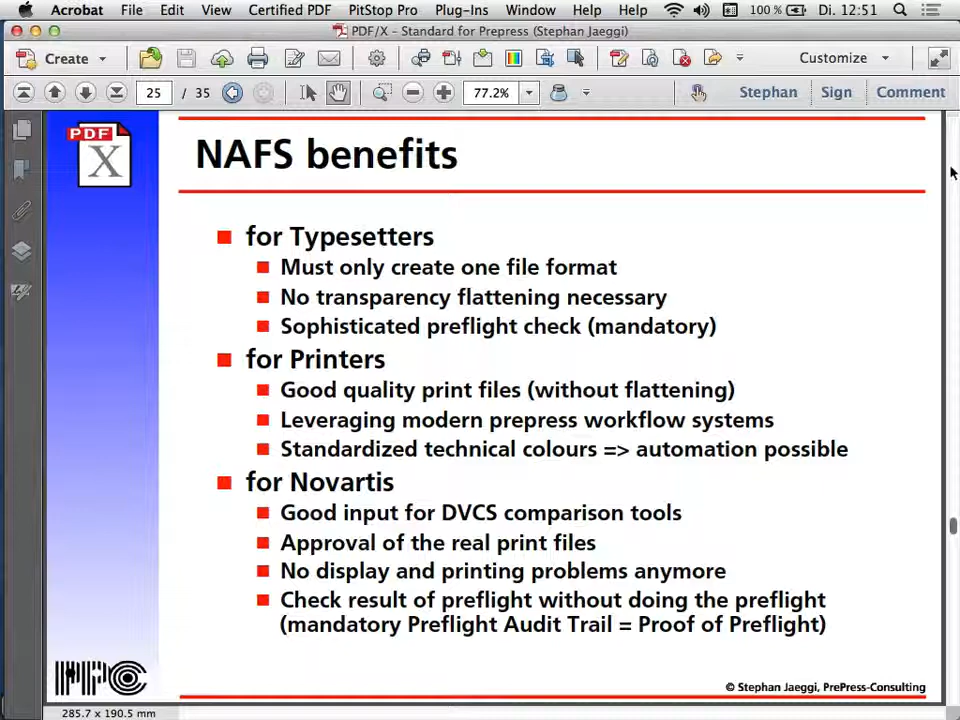 Acrobat File Edit View Certified PDF PitStop Pro Plug-Ins Window Help Help 100 % Di. 12:51
PDF/X - Standard for Prepress (Stephan Jaeggi)
Create Customize
25 / 35 77.2% Stephan Sign Comment
PDF
X
NAFS benefits
for Typesetters
Must only create one file format
No transparency flattening necessary
Sophisticated preflight check (mandatory)
for Printers
Good quality print files (without flattening)
Leveraging modern prepress workflow systems
Standardized technical colours => automation possible
for Novartis
Good input for DVCS comparison tools
Approval of the real print files
No display and printing problems anymore
Check result of preflight without doing the preflight
(mandatory Preflight Audit Trail = Proof of Preflight)
PPC
© Stephan Jaeggi, PrePress-Consulting
285.7 x 190.5 mm